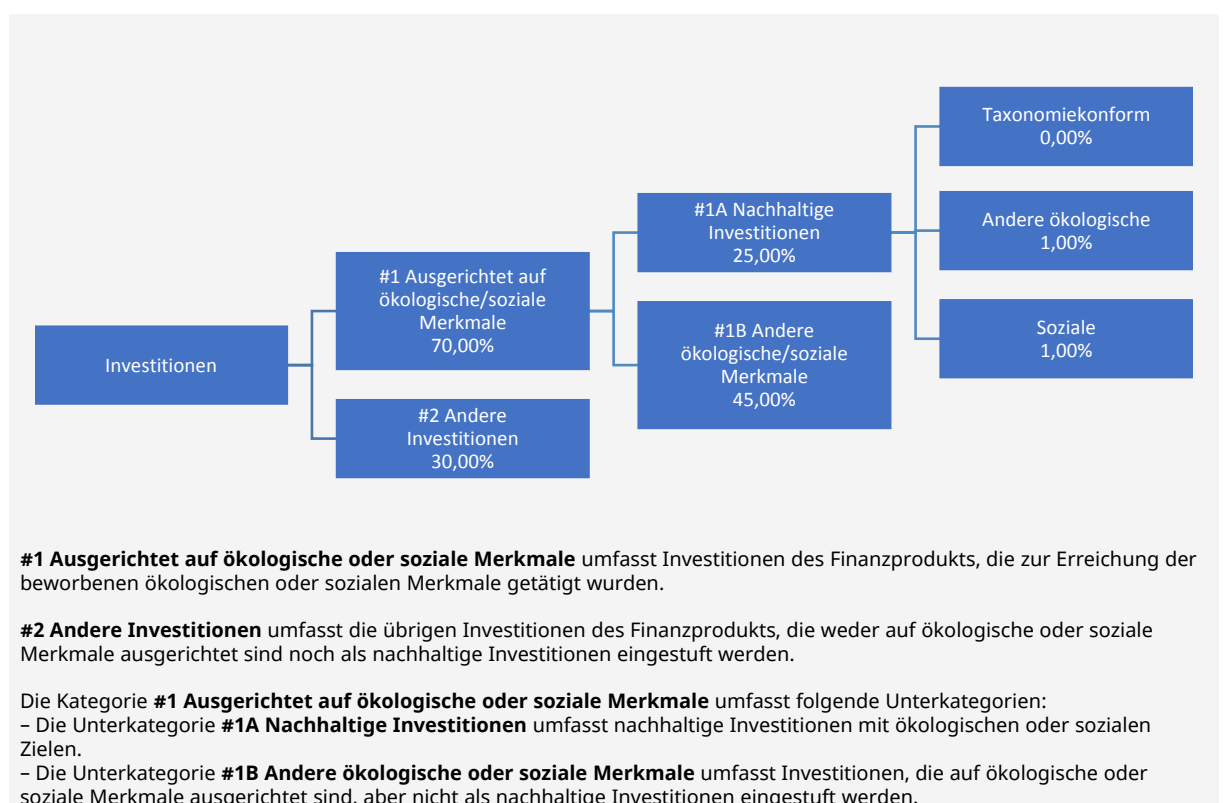 Taxonomiekonform
0,00%
#1A Nachhaltige
Investitionen
25,00%
Andere ökologische
1,00%
#1 Ausgerichtet auf
ökologische/soziale
Merkmale
70,00%
#1B Andere
ökologische/soziale
Merkmale
45,00%
Soziale
1,00%
Investitionen
#2 Andere
Investitionen
30,00%
#1 Ausgerichtet auf ökologische oder soziale Merkmale umfasst Investitionen des Finanzprodukts, die zur Erreichung der
beworbenen ökologischen oder sozialen Merkmale getätigt wurden.
#2 Andere Investitionen umfasst die übrigen Investitionen des Finanzprodukts, die weder auf ökologische oder soziale
Merkmale ausgerichtet sind noch als nachhaltige Investitionen eingestuft werden.
Die Kategorie #1 Ausgerichtet auf ökologische oder soziale Merkmale umfasst folgende Unterkategorien:
– Die Unterkategorie #1A Nachhaltige Investitionen umfasst nachhaltige Investitionen mit ökologischen oder sozialen
Zielen.
– Die Unterkategorie #1B Andere ökologische oder soziale Merkmale umfasst Investitionen, die auf ökologische oder
soziale Merkmale ausgerichtet sind, aber nicht als nachhaltige Investitionen eingestuft werden.